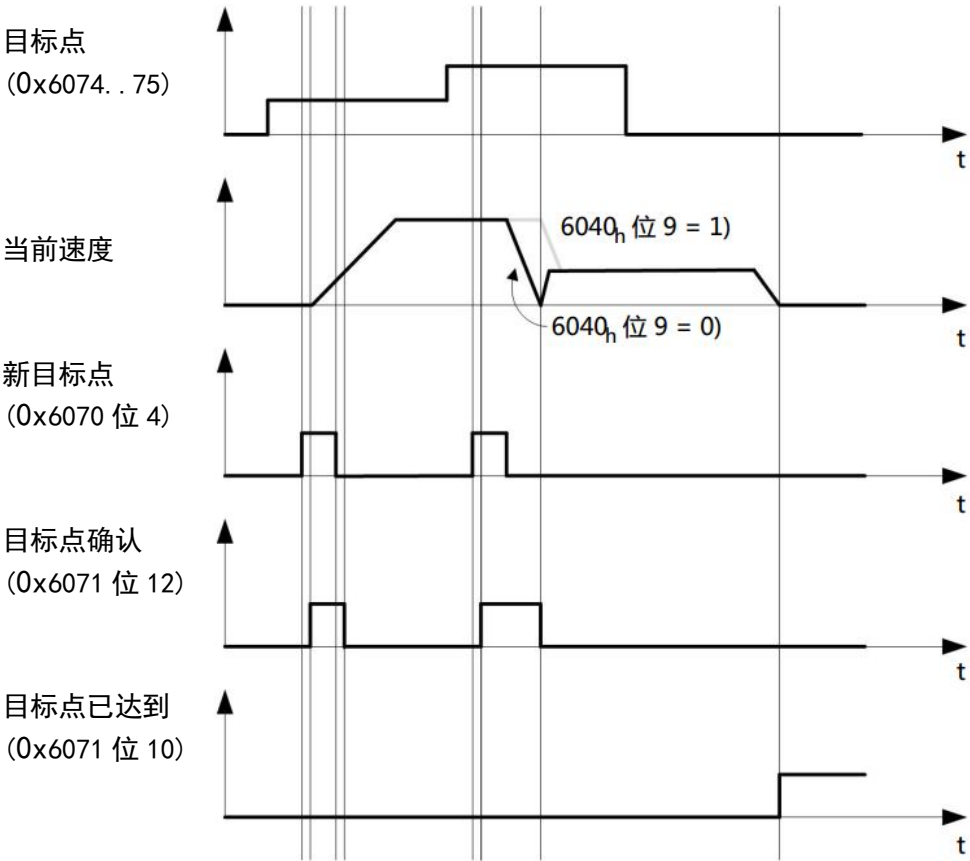 目标点
(0x6074..75)
t
当前速度
6040h 位 9 = 1)
6040h 位 9 = 0)
t
新目标点
(0x6070 位 4)
t
目标点确认
(0x6071 位 12)
t
目标点已达到
(0x6071 位 10)
t